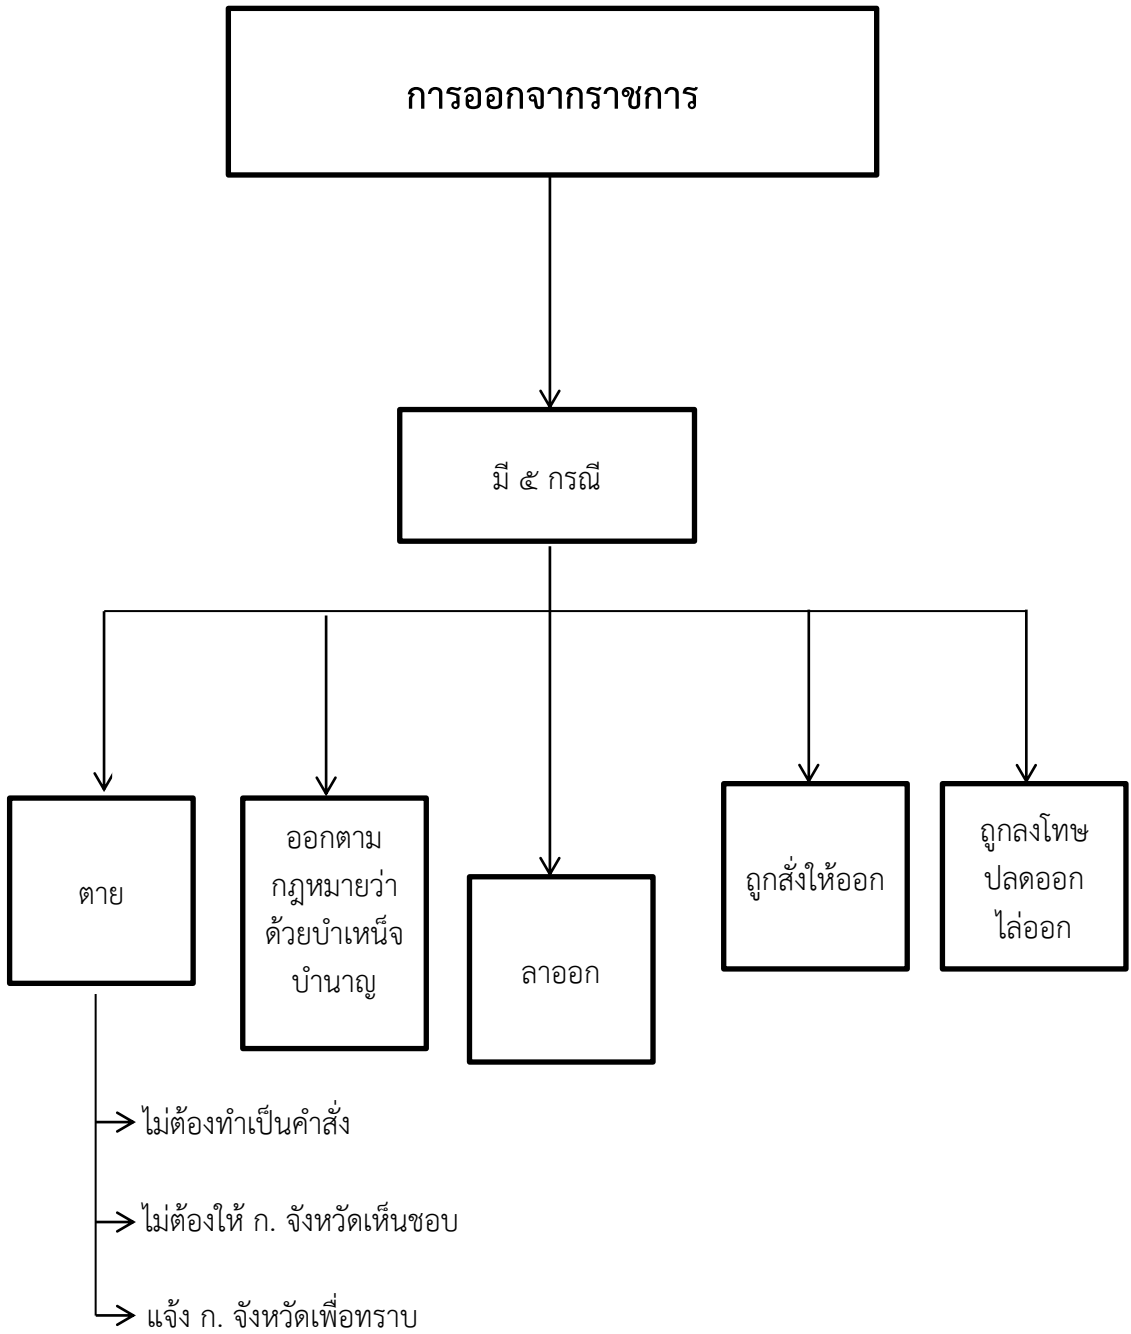 การออกจากราชการ
มี ๕ กรณี
ตาย
ออกตาม
กฎหมายว่า
ด้วยบำเหน็จ
บำนาญ
ลาออก
ถูกสั่งให้ออก
ถูกลงโทษ
ปลดออก
ไล่ออก
ไม่ต้องทำเป็นคำสั่ง
ไม่ต้องให้ ก. จังหวัดเห็นชอบ
แจ้ง ก. จังหวัดเพื่อทราบ